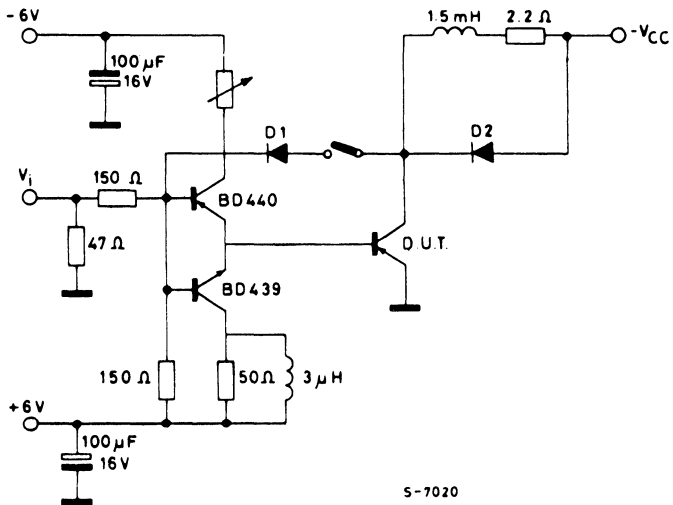 -6V
100µF
16V
1.5mH
2.2Ω
-VCC
D1
D2
Vi
150 Ω
BD440
47Ω
D.U.T.
BD439
150Ω
50Ω
3µH
+6V
100µF
16V
S-7020